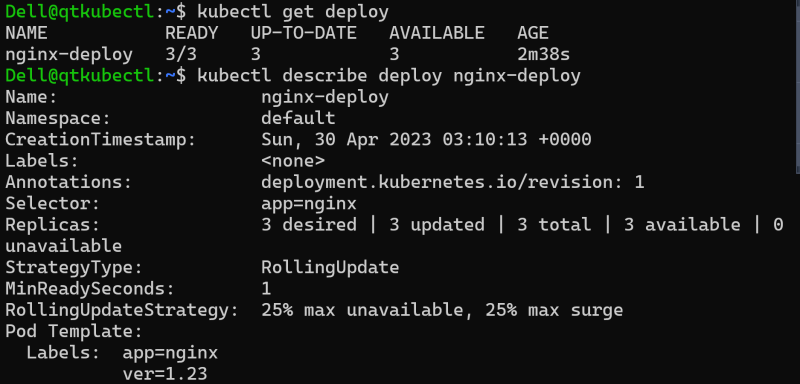 Dell@qtkubectl:~$ kubectl get deploy
NAME           READY   UP-TO-DATE   AVAILABLE   AGE
nginx-deploy   3/3     3            3           2m38s
Dell@qtkubectl:~$ kubectl describe deploy nginx-deploy
Name:                   nginx-deploy
Namespace:              default
CreationTimestamp:      Sun, 30 Apr 2023 03:10:13 +0000
Labels:                 <none>
Annotations:            deployment.kubernetes.io/revision: 1
Selector:               app=nginx
Replicas:               3 desired | 3 updated | 3 total | 3 available | 0
unavailable
StrategyType:           RollingUpdate
MinReadySeconds:        1
RollingUpdateStrategy:  25% max unavailable, 25% max surge
Pod Template:
  Labels:  app=nginx
           ver=1.23